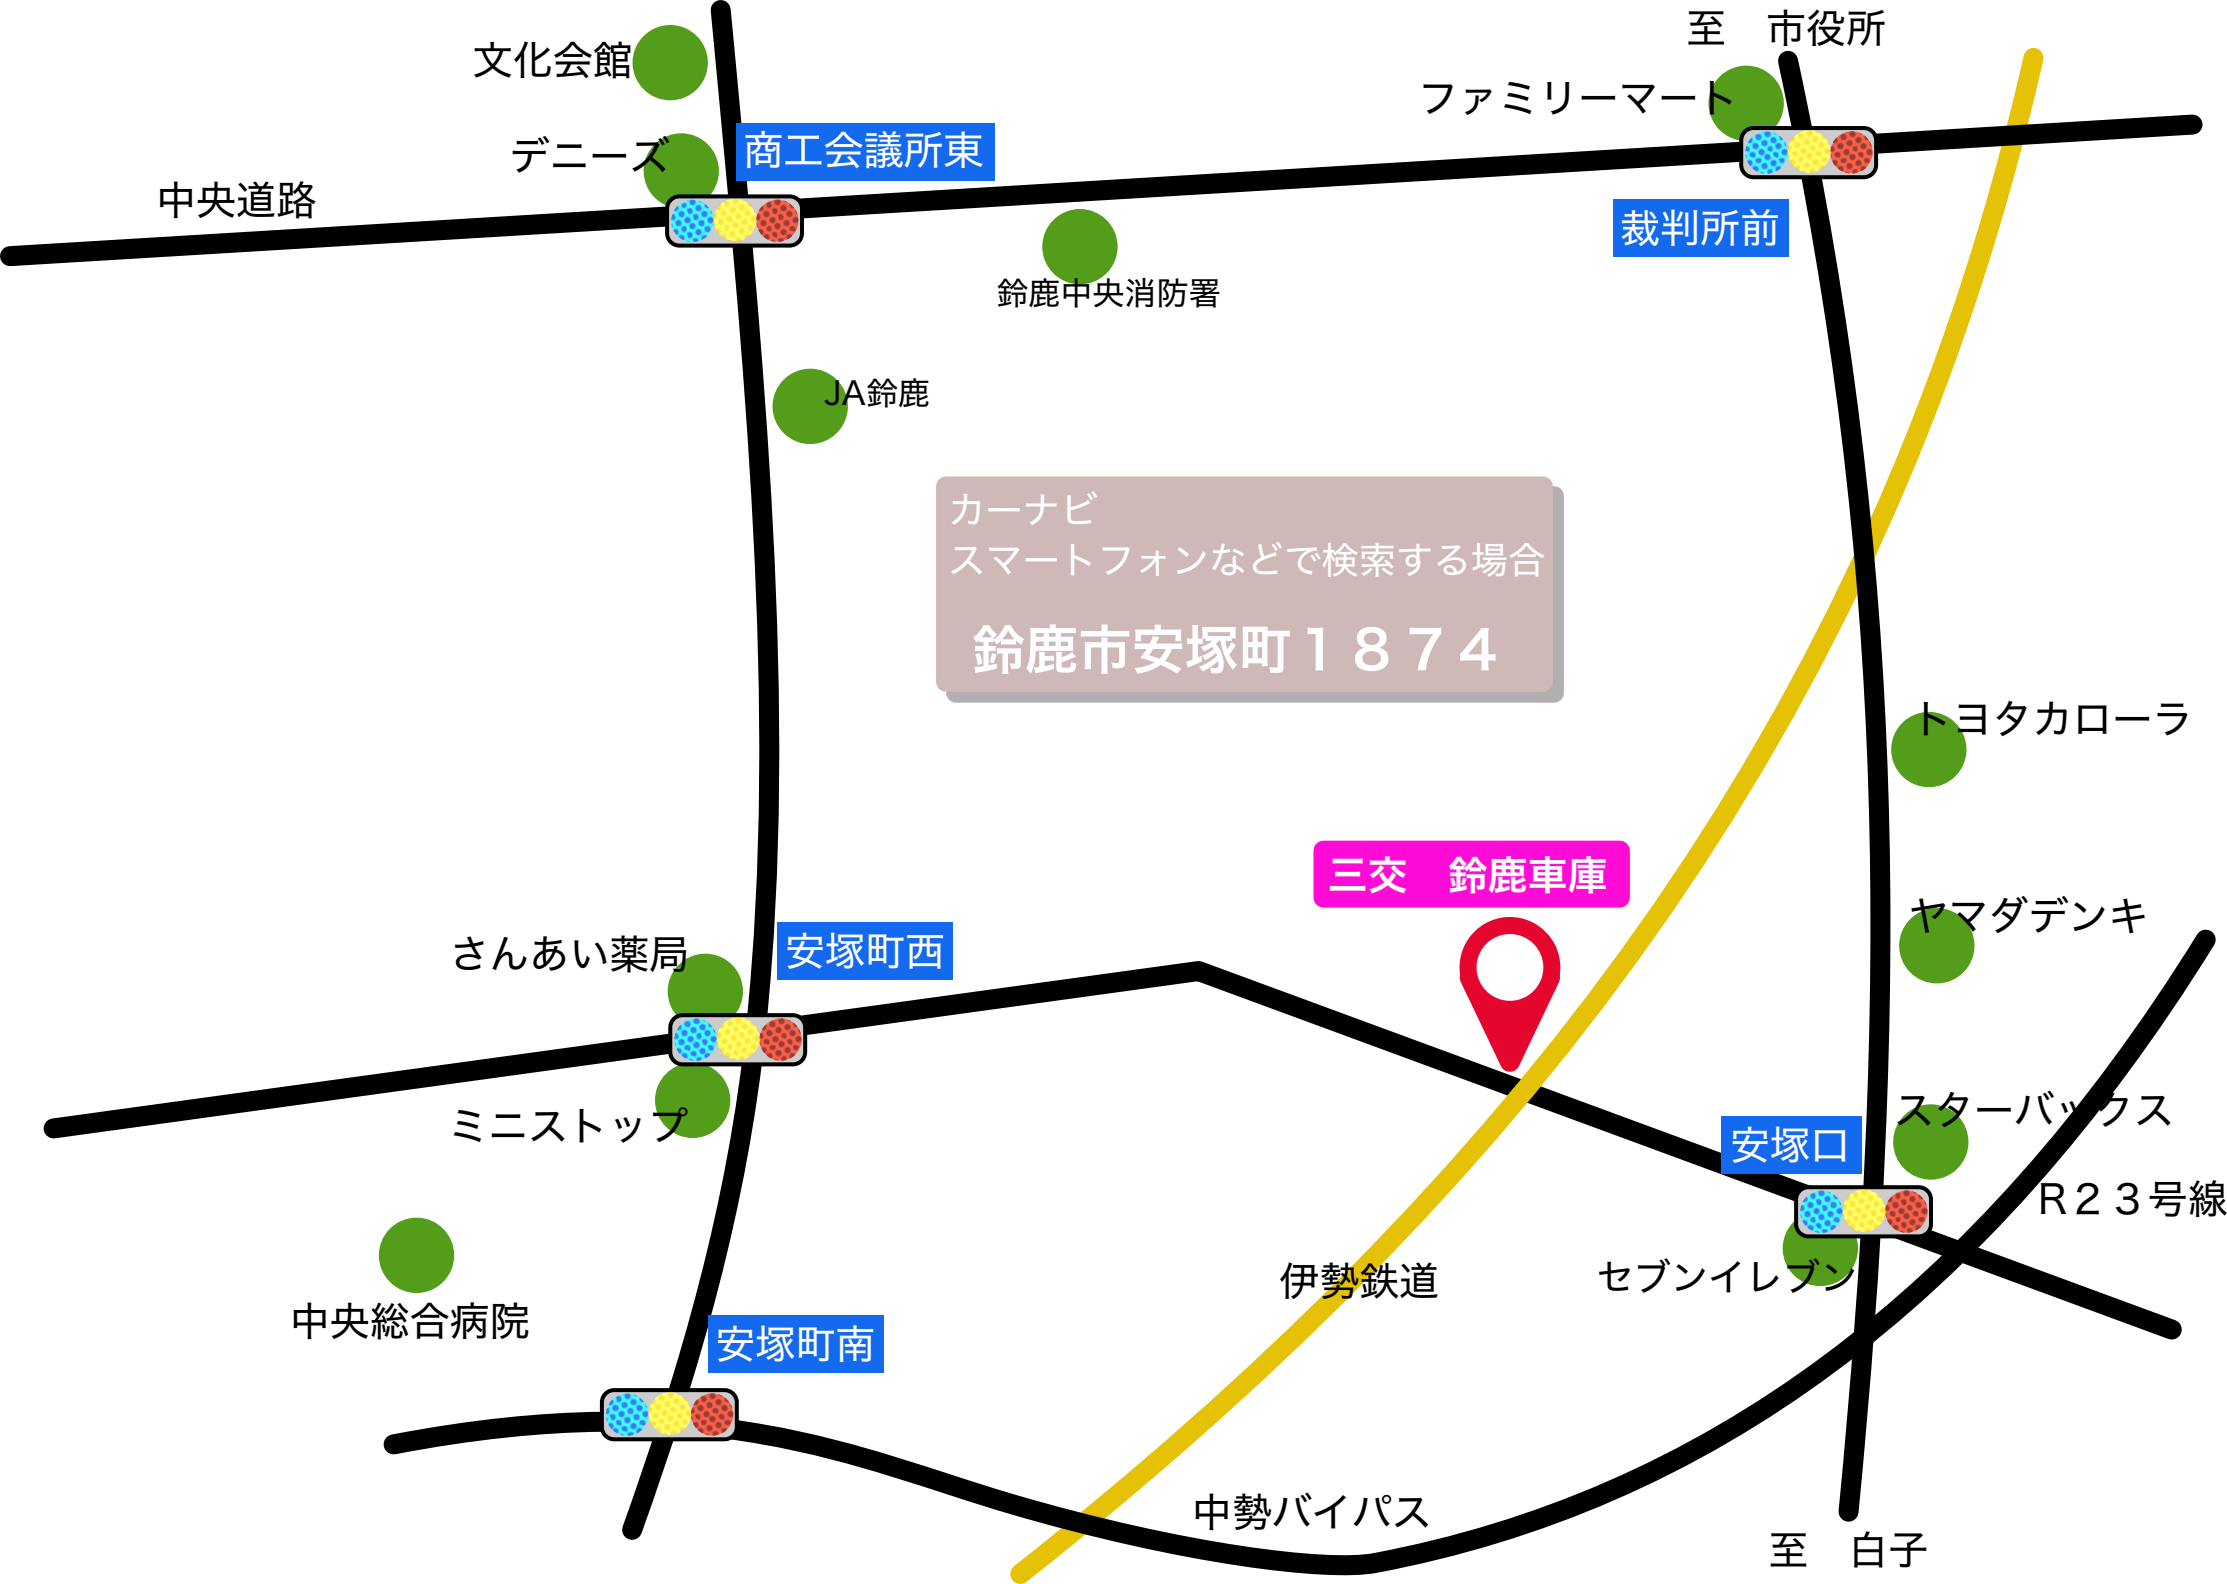 至　市役所
文化会館
ファミリーマート
デニーズ
商工会議所東
中央道路
裁判所前
鈴鹿中央消防署
JA鈴鹿
カーナビ
スマートフォンなどで検索する場合
鈴鹿市安塚町１８７４
トヨタカローラ
三交　鈴鹿車庫
ヤマダデンキ
さんあい薬局
安塚町西
スターバックス
ミニストップ
安塚口
R２３号線
伊勢鉄道
セブンイレブン
中央総合病院
安塚町南
中勢バイパス
至　白子